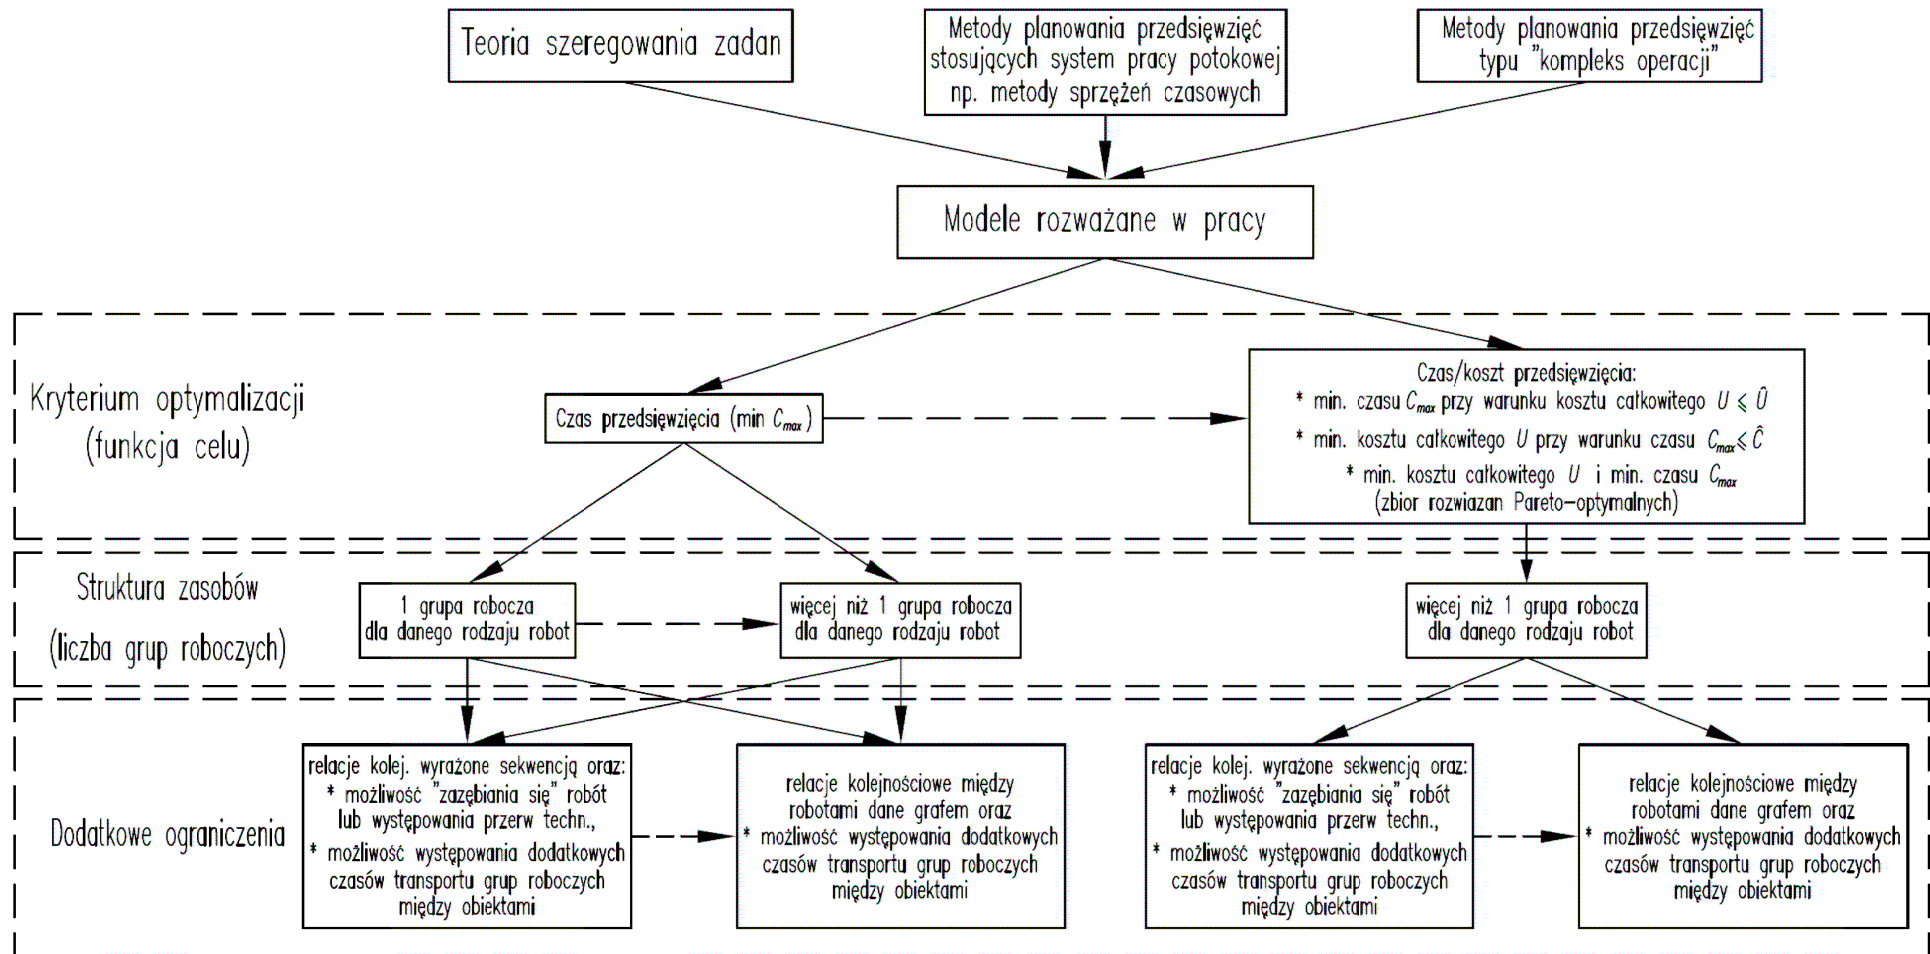 Teoria szeregowania zadan
Metody planowania przedsięwzięć
stosujących system pracy potokowej
np. metody sprzężeń czasowych
Metody planowania przedsięwzięć
typu "kompleks operacji"
Modele rozważane w pracy
Kryterium optymalizacji
(funkcja celu)
Czas przedsięwzięcia (min Cmax)
Czas/koszt przedsięwzięcia:
* min. czasu Cmax przy warunku kosztu całkowitego U ⩽ Û
* min. kosztu całkowitego U przy warunku czasu Cmax ⩽ Ĉ
* min. kosztu całkowitego U i min. czasu Cmax
(zbior rozwiazan Pareto-optymalnych)
Struktura zasobów
(liczba grup roboczych)
1 grupa robocza
dla danego rodzaju robot
więcej niż 1 grupa robocza
dla danego rodzaju robot
więcej niż 1 grupa robocza
dla danego rodzaju robot
Dodatkowe ograniczenia
relacje kolej. wyrażone sekwencją oraz:
* możliwość "zazębiania się" robót
lub występowania przerw techn.,
* możliwość występowania dodatkowych
czasów transportu grup roboczych
między obiektami
relacje kolejnościowe między
robotami dane grafem oraz
* możliwość występowania dodatkowych
czasów transportu grup roboczych
między obiektami
relacje kolej. wyrażone sekwencją oraz:
* możliwość "zazębiania się" robót
lub występowania przerw techn.,
* możliwość występowania dodatkowych
czasów transportu grup roboczych
między obiektami
relacje kolejnościowe między
robotami dane grafem oraz
* możliwość występowania dodatkowych
czasów transportu grup roboczych
między obiektami